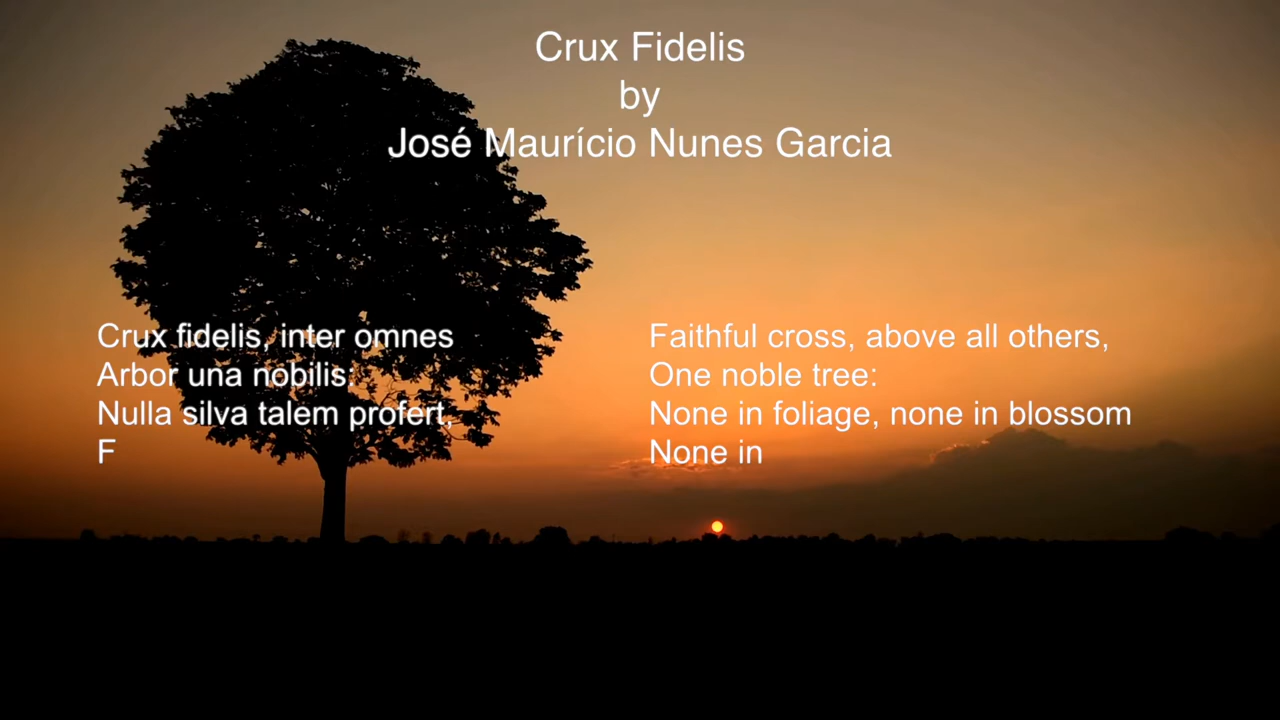 Crux Fidelis
by
José Maurício Nunes Garcia
Crux fidelis, inter omnes
Arbor una nobilis:
Nulla silva talem profert,
F
Faithful cross, above all others,
One noble tree:
None in foliage, none in blossom
None in